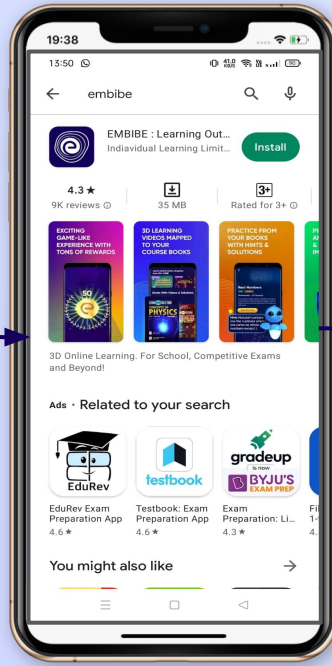 19:38
13:50
embibe
EMBIBE : Learning Out...
Indiavidual Learning Limit...
Install
4.3 ★
9K reviews
35 MB
3+
Rated for 3+
EXCITING
GAME-LIKE
EXPERIENCE WITH
TONS OF REWARDS
3D LEARNING
VIDEOS MAPPED
TO YOUR
COURSE BOOKS
PRACTICE FROM
YOUR BOOKS
WITH HINTS &
SOLUTIONS
50
PHYSICS
Real Numbers
3D Online Learning. For School, Competitive Exams
and Beyond!
Ads · Related to your search
EduRev
testbook
gradeup
is now
BYJU'S
EXAM PREP
EduRev Exam
Preparation App
4.6 ★
Testbook: Exam
Preparation App
4.6 ★
Exam
Preparation: Li...
4.3 ★
You might also like